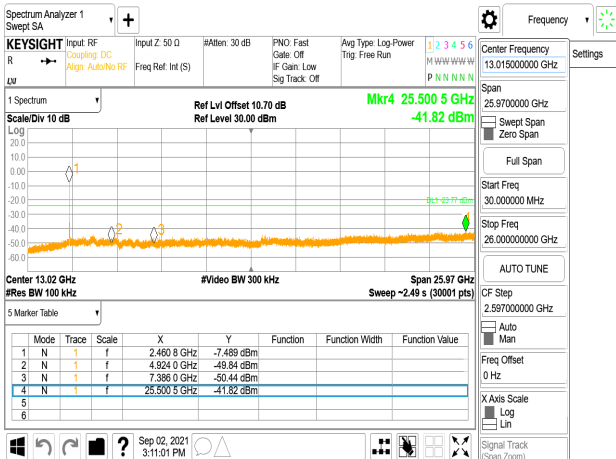 Spectrum Analyzer 1
Swept SA
+
Frequency
KEYSIGHT
Input: RF
Coupling: DC
Align: Auto/No RF
Input Z: 50 Ω
Freq Ref: Int (S)
#Atten: 30 dB
PNO: Fast
Gate: Off
IF Gain: Low
Sig Track: Off
Avg Type: Log-Power
Trig: Free Run
1 2 3 4 5 6
M W W W W W
P N N N N N
R
LXI
Center Frequency
13.015000000 GHz
Settings
Span
25.9700000 GHz
Swept Span
Zero Span
Full Span
Start Freq
30.000000 MHz
Stop Freq
26.000000000 GHz
AUTO TUNE
CF Step
2.597000000 GHz
Auto
Man
Freq Offset
0 Hz
X Axis Scale
Log
Lin
Signal Track
(Span Zoom)
1 Spectrum
Scale/Div 10 dB
Ref Lvl Offset 10.70 dB
Ref Level 30.00 dBm
Mkr4 25.500 5 GHz
-41.82 dBm
Log
20.0
10.0
0.00
-10.0
-20.0
-30.0
-40.0
-50.0
-60.0
1
2
3
DL1 -23.77 dBm
Center 13.02 GHz
#Res BW 100 kHz
#Video BW 300 kHz
Span 25.97 GHz
Sweep ~2.49 s (30001 pts)
5 Marker Table
Mode Trace Scale X Y Function Function Width Function Value
1 N 1 f 2.460 8 GHz -7.489 dBm
2 N 1 f 4.924 0 GHz -49.84 dBm
3 N 1 f 7.386 0 GHz -50.44 dBm
4 N 1 f 25.500 5 GHz -41.82 dBm
5
6
?
Sep 02, 2021
3:11:01 PM